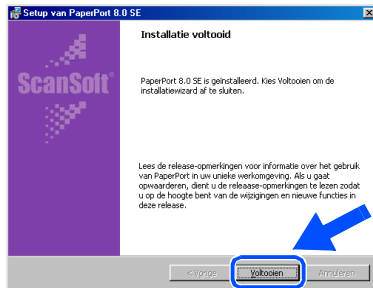 Setup van PaperPort 8.0 SE
Installatie voltooid
ScanSoft®
PaperPort 8.0 SE is geïnstalleerd. Kies Voltooien om de
installatiewizard af te sluiten.
Lees de release-opmerkingen voor informatie over het gebruik
van PaperPort in uw unieke werkomgeving. Als u gaat
opwaarderen, dient u de releaase-opmerkingen te lezen zodat
u op de hoogte bent van de wijzigingen en nieuwe functies in
deze release.
< Vorige
Voltooien
Annuleren